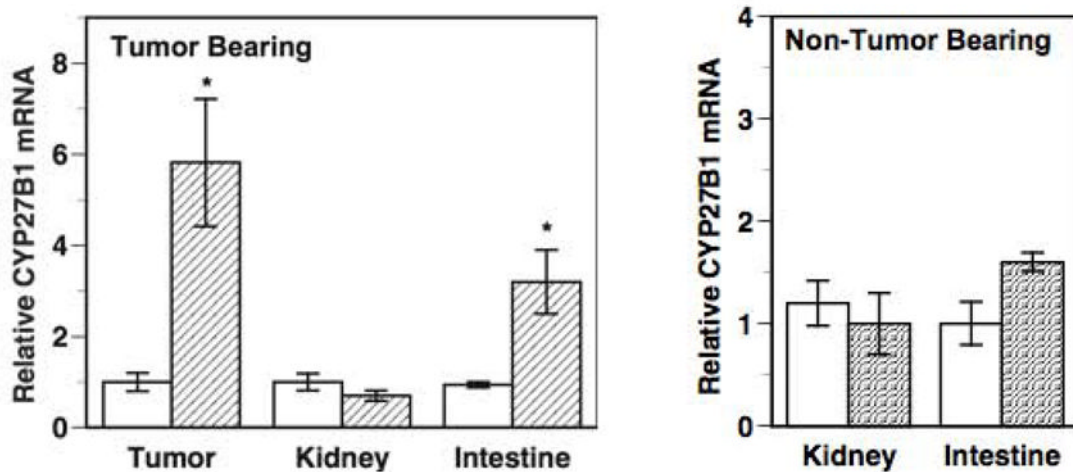 Tumor Bearing
Relative CYP27B1 mRNA
8
6
4
2
0
*
*
Tumor
Kidney
Intestine
Non-Tumor Bearing
Relative CYP27B1 mRNA
4
3
2
1
0
Kidney
Intestine